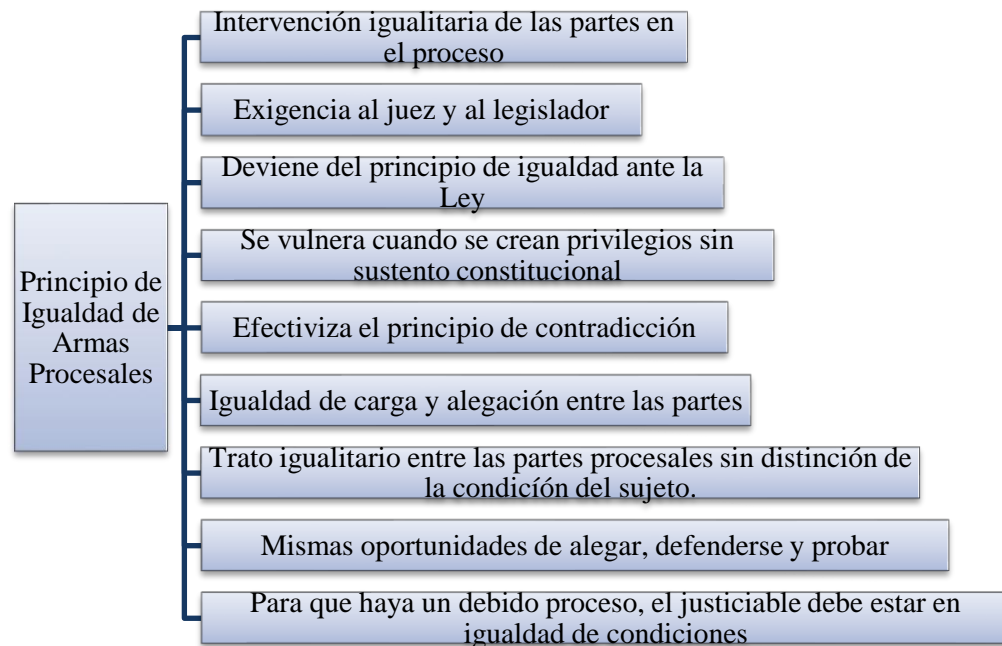 Principio de
Igualdad de
Armas
Procesales
Intervención igualitaria de las partes en
el proceso
Exigencia al juez y al legislador
Deviene del principio de igualdad ante la
Ley
Se vulnera cuando se crean privilegios sin
sustento constitucional
Efectiviza el principio de contradicción
Igualdad de carga y alegación entre las partes
Trato igualitario entre las partes procesales sin distinción de
la condicíón del sujeto.
Mismas oportunidades de alegar, defenderse y probar
Para que haya un debido proceso, el justiciable debe estar en
igualdad de condiciones